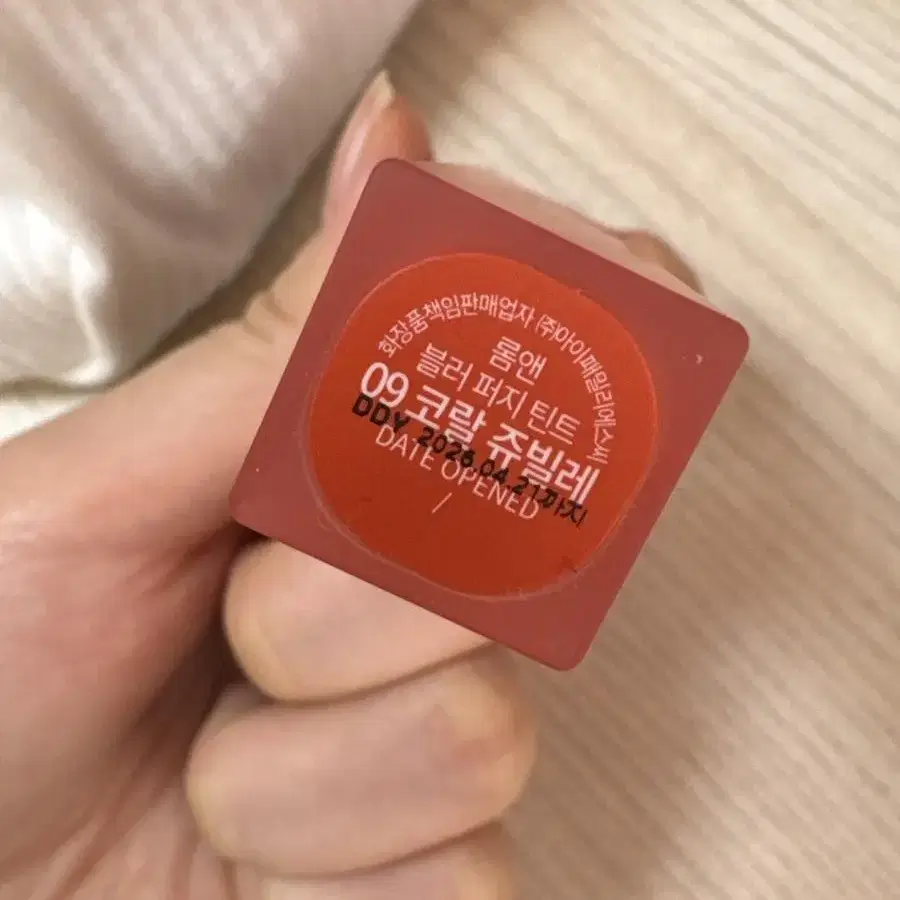 화장품책임판매업자 (주)아이패밀리에스씨
롬앤
블러 퍼지 틴트
09 코랄 쥬빌레
DDY 2026.04.21까지
DATE OPENED
/